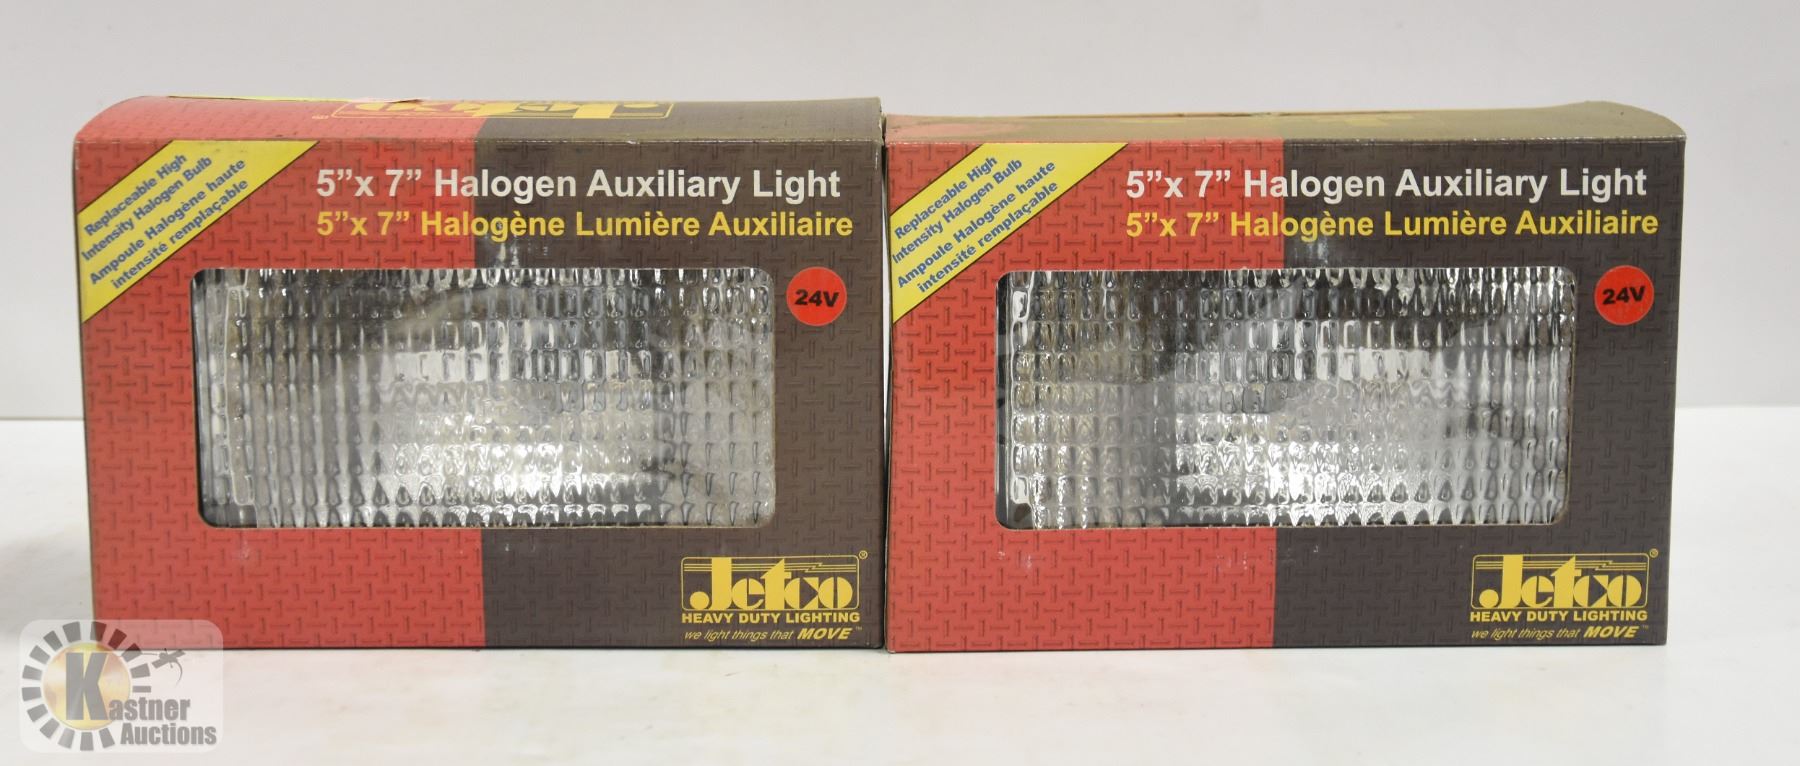 Jetco
Replaceable High
Intensity Halogen Bulb
Ampoule Halogène haute
intensité remplaçable
5”x 7” Halogen Auxiliary Light
5”x 7” Halogène Lumière Auxiliaire
24V
Jetco®
HEAVY DUTY LIGHTING
we light things that MOVE™
Replaceable High
Intensity Halogen Bulb
Ampoule Halogène haute
intensité remplaçable
5”x 7” Halogen Auxiliary Light
5”x 7” Halogène Lumière Auxiliaire
24V
Jetco®
HEAVY DUTY LIGHTING
we light things that MOVE™
Kastner
Auctions